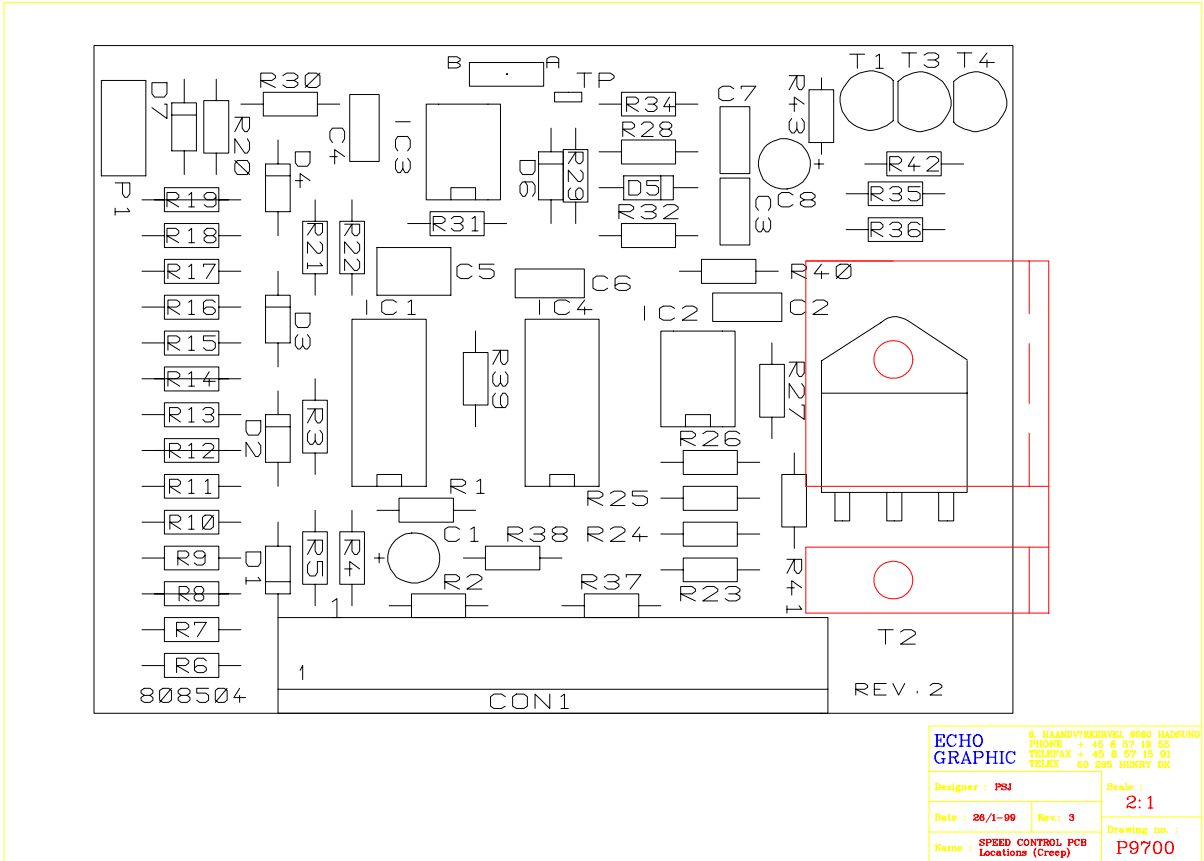 B A
T1 T3 T4
D7
R20
R30
C4
IC3
TP
R34
C7
R43
R28
D4
D6
R29
D5
+
R42
P1
R19
R35
C8
R18
R21
R22
R31
R32
C3
R36
R17
C5
C6
R40
R16
D3
IC1
IC4
IC2
C2
R15
R14
R39
R27
R13
D2
R3
R12
R26
R11
R1
R25
R10
C1
R38
R24
R9
D1
R5
R4
+
R8
R2
R37
R23
R41
1
R7
T2
R6
1
808504
CON1
REV.2
ECHO
GRAPHIC
PHONE : + 45 8 57 19 55
TELEFAX + 45 8 57 15 91
Designer : PSJ
Scale :
2:1
Date : 26/1-99
Rev.: 3
Drawing no. :
P9700
Name : SPEED CONTROL PCB
Locations (Creep)